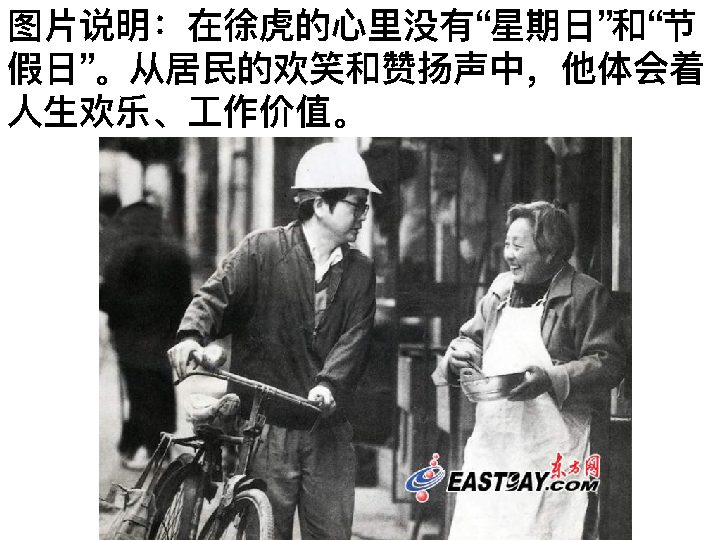 图片说明：在徐虎的心里没有“星期日”和“节
假日”。从居民的欢笑和赞扬声中，他体会着
人生欢乐、工作价值。
东方网
EASTDAY.COM